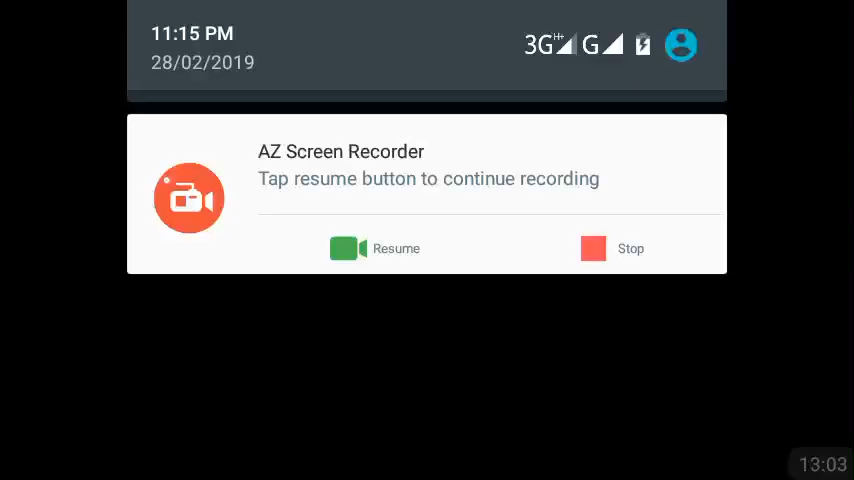 11:15 PM
28/02/2019
3G H+ G
AZ Screen Recorder
Tap resume button to continue recording
Resume
Stop
13:03